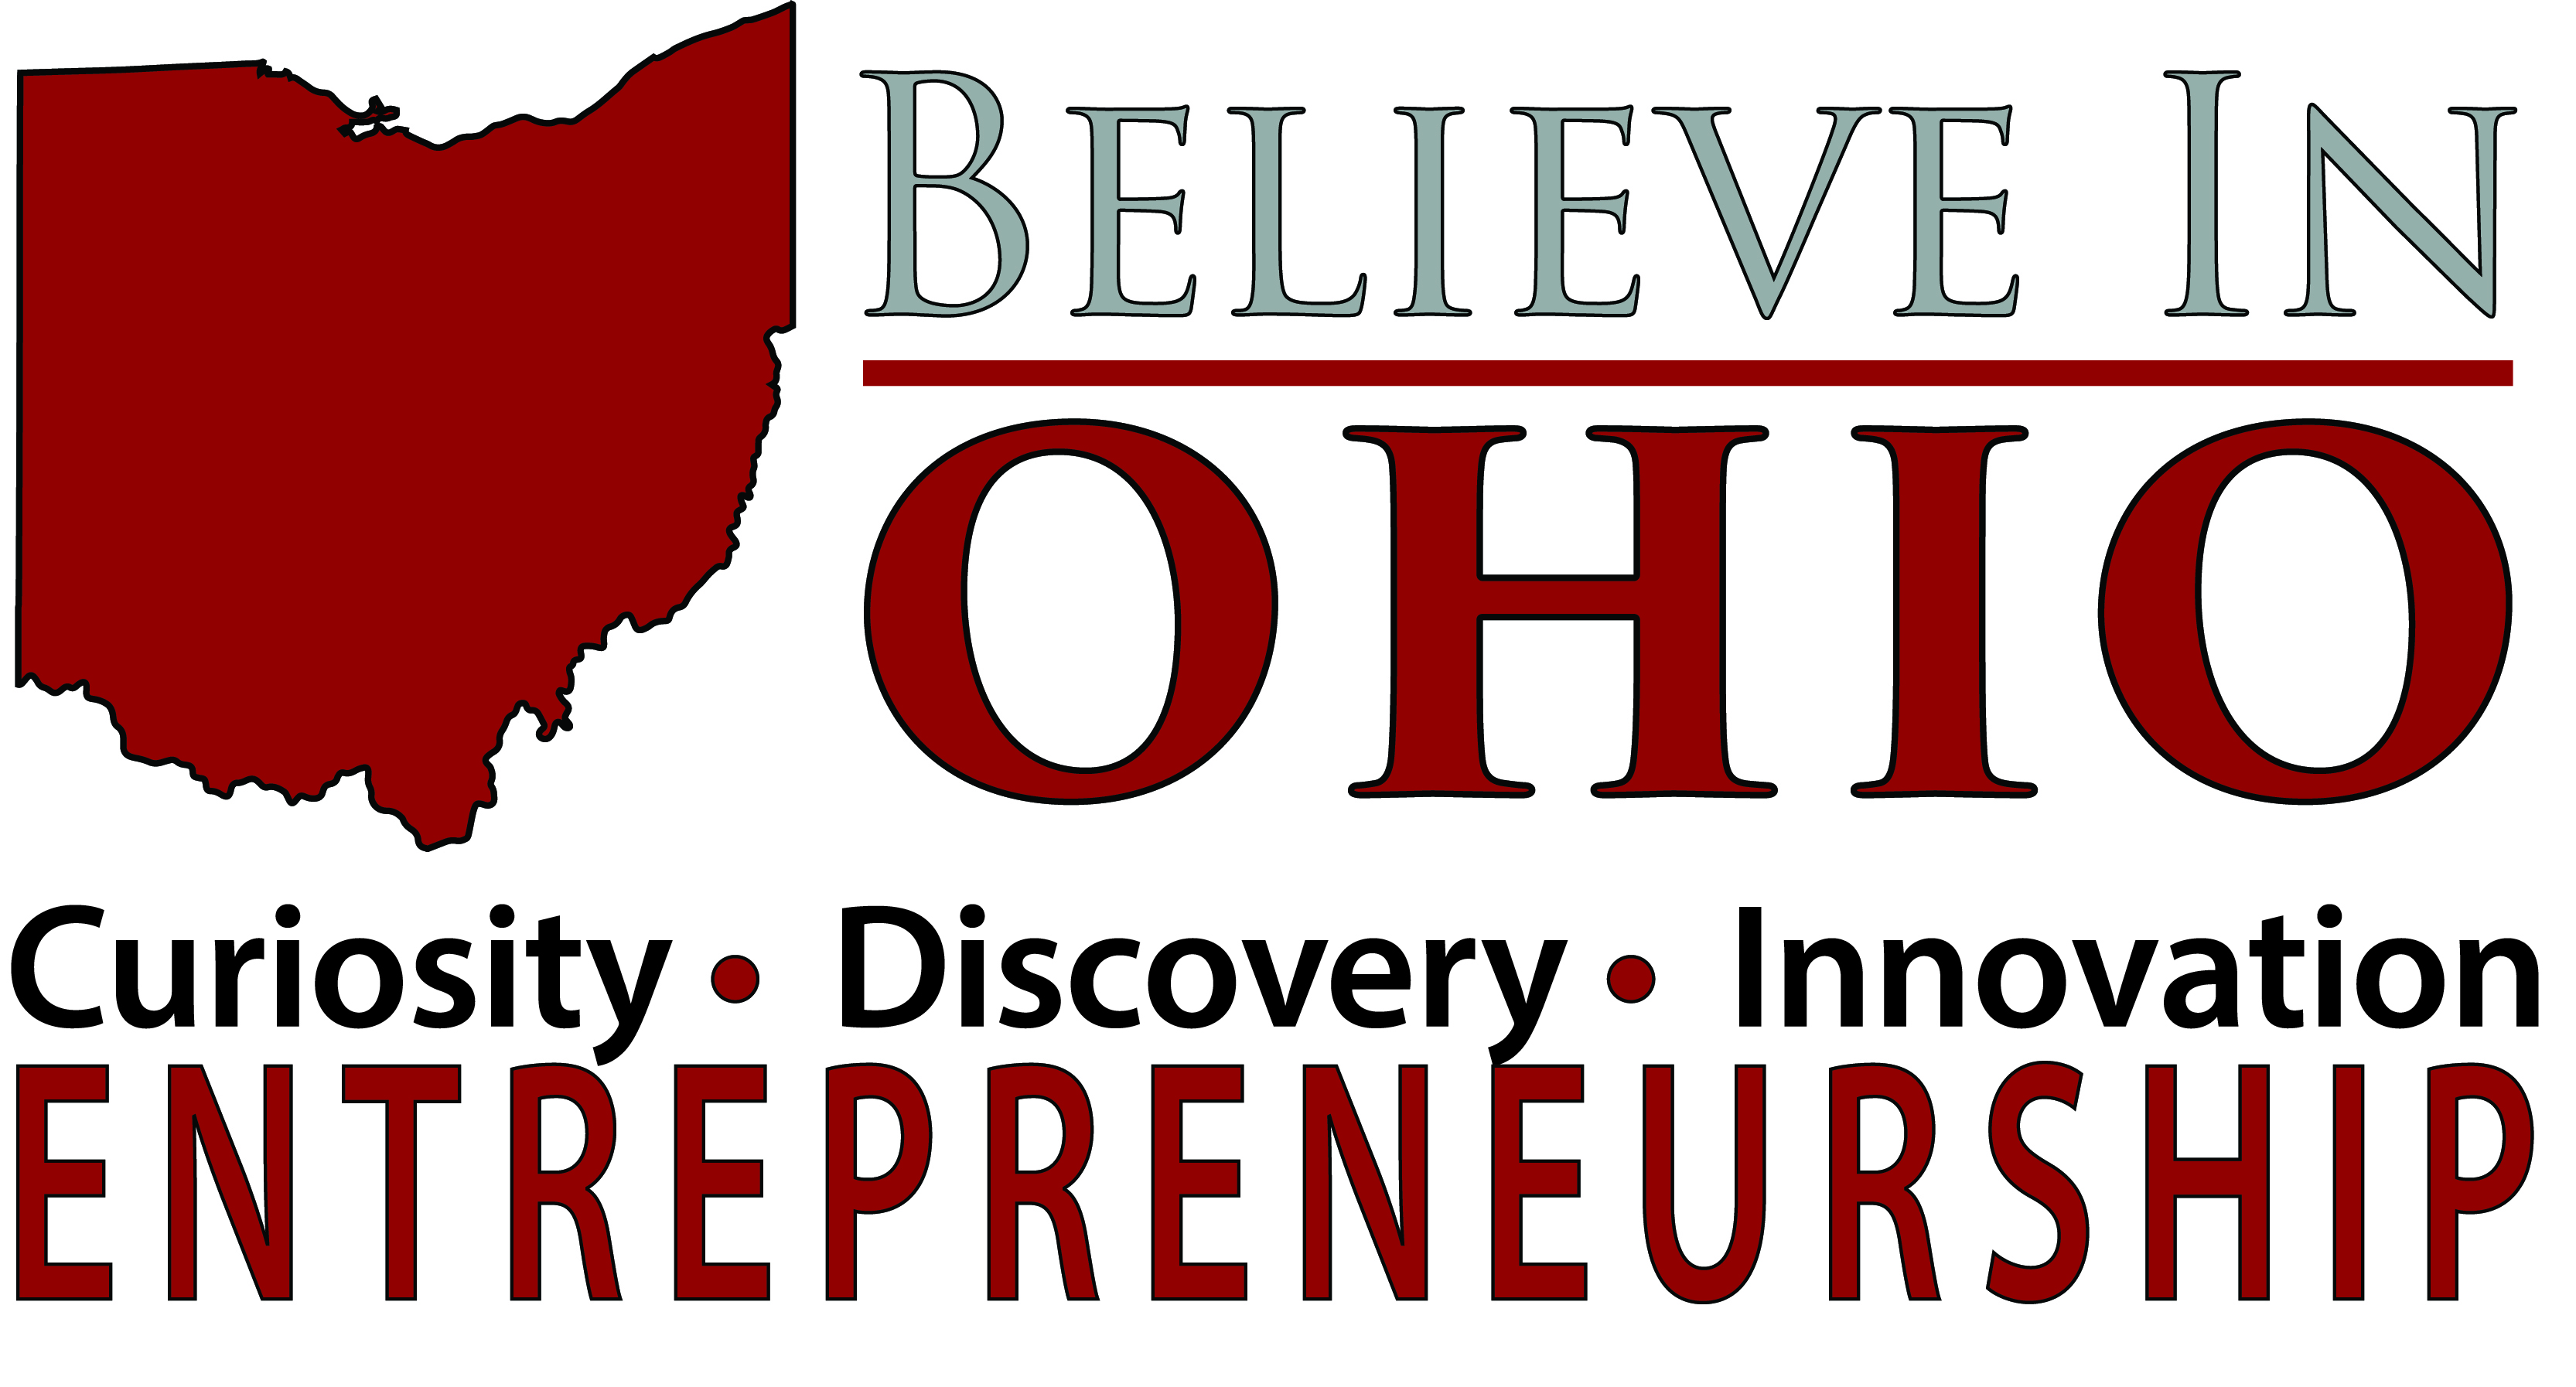 BELIEVE IN
OHIO
Curiosity • Discovery • Innovation
ENTREPRENEURSHIP